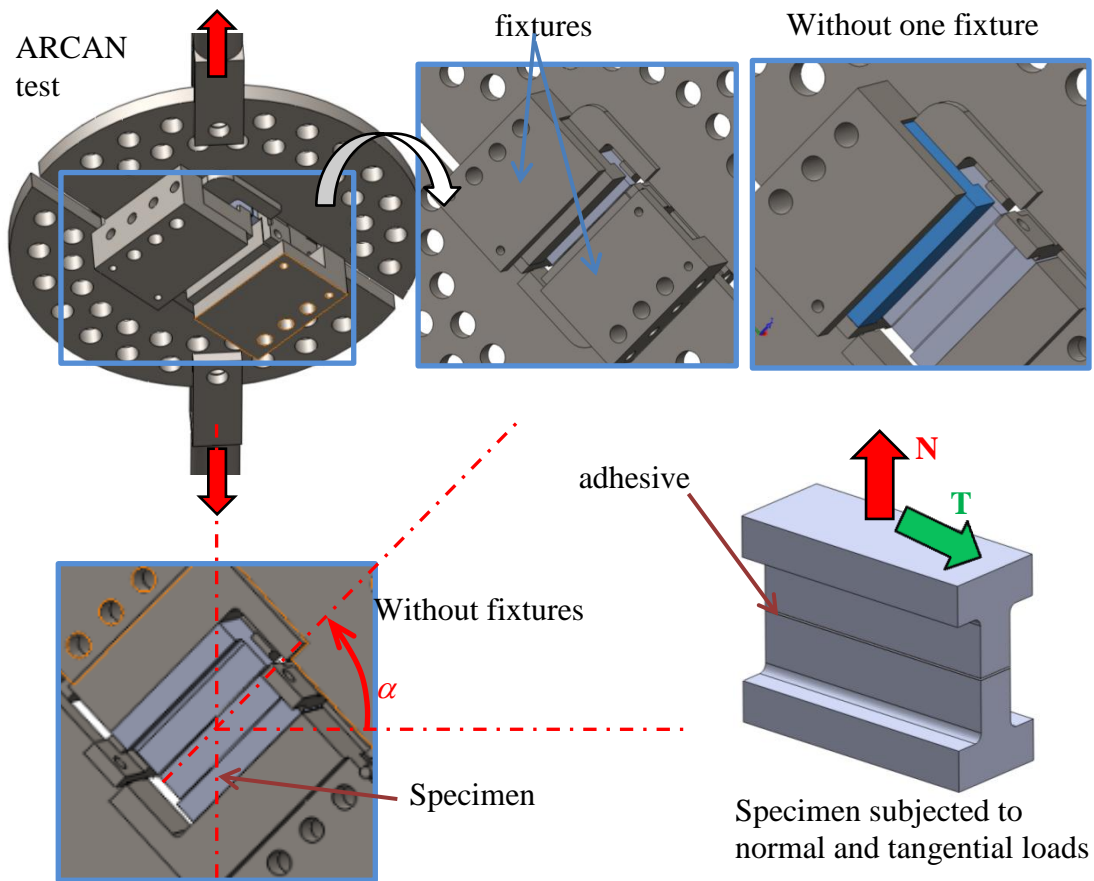 ARCAN
test
fixtures
Without one fixture
N
T
adhesive
Without fixtures
α
Specimen
Specimen subjected to
normal and tangential loads